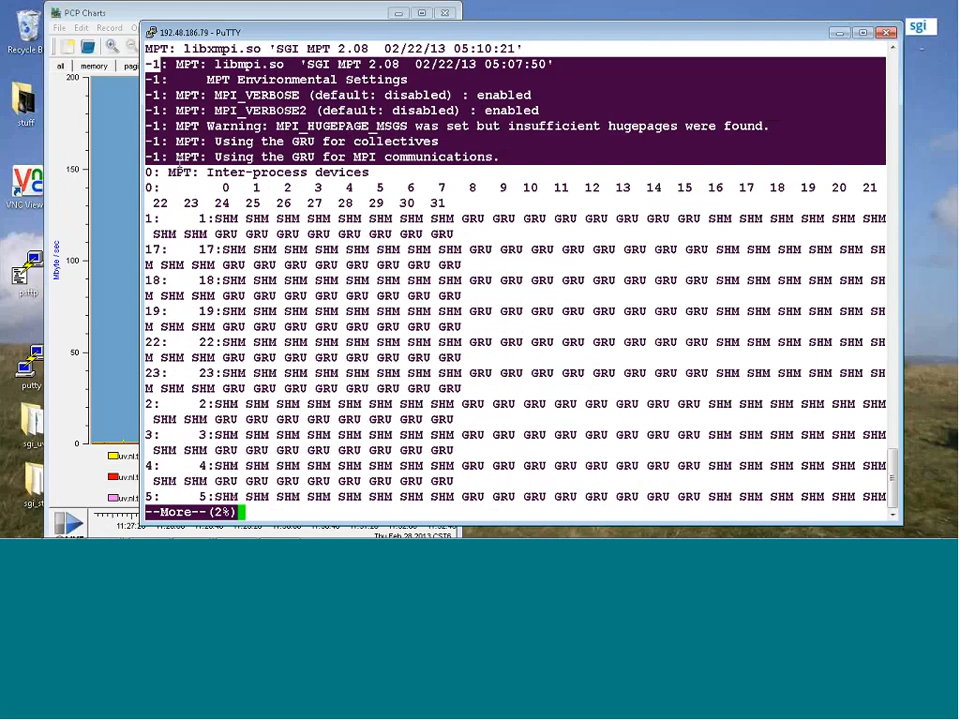 PCP Charts
File Edit Record
all memory
200
150
100
50
0
Mbyte / sec
Thu Feb 28 2013 CST6
Recycle B
stuff
VNC View
psftp
putty
sgi
192.48.186.79 - PuTTY
MPT: libxmpi.so 'SGI MPT 2.08 02/22/13 05:10:21'
-1: MPT: libmpi.so 'SGI MPT 2.08 02/22/13 05:07:50'
-1: MPT Environmental Settings
-1: MPT: MPI_VERBOSE (default: disabled) : enabled
-1: MPT: MPI_VERBOSE2 (default: disabled) : enabled
-1: MPT Warning: MPI_HUGEPAGE_MSGS was set but insufficient hugepages were found.
-1: MPT: Using the GRU for collectives
-1: MPT: Using the GRU for MPI communications.
0: MPT: Inter-process devices
0: 0 1 2 3 4 5 6 7 8 9 10 11 12 13 14 15 16 17 18 19 20 21
22 23 24 25 26 27 28 29 30 31
1: 1:SHM SHM SHM SHM SHM SHM SHM SHM GRU GRU GRU GRU GRU GRU GRU GRU SHM SHM SHM SHM SHM SHM
SHM SHM GRU GRU GRU GRU GRU GRU GRU GRU
17: 17:SHM SHM SHM SHM SHM SHM SHM SHM GRU GRU GRU GRU GRU GRU GRU GRU SHM SHM SHM SHM SHM SH
M SHM SHM GRU GRU GRU GRU GRU GRU GRU GRU
18: 18:SHM SHM SHM SHM SHM SHM SHM SHM GRU GRU GRU GRU GRU GRU GRU GRU SHM SHM SHM SHM SHM SH
M SHM SHM GRU GRU GRU GRU GRU GRU GRU GRU
19: 19:SHM SHM SHM SHM SHM SHM SHM SHM GRU GRU GRU GRU GRU GRU GRU GRU SHM SHM SHM SHM SHM SH
M SHM SHM GRU GRU GRU GRU GRU GRU GRU GRU
22: 22:SHM SHM SHM SHM SHM SHM SHM SHM GRU GRU GRU GRU GRU GRU GRU GRU SHM SHM SHM SHM SHM SH
M SHM SHM GRU GRU GRU GRU GRU GRU GRU GRU
23: 23:SHM SHM SHM SHM SHM SHM SHM SHM GRU GRU GRU GRU GRU GRU GRU GRU SHM SHM SHM SHM SHM SH
M SHM SHM GRU GRU GRU GRU GRU GRU GRU GRU
2: 2:SHM SHM SHM SHM SHM SHM SHM SHM GRU GRU GRU GRU GRU GRU GRU GRU SHM SHM SHM SHM SHM SHM
SHM SHM GRU GRU GRU GRU GRU GRU GRU GRU
3: 3:SHM SHM SHM SHM SHM SHM SHM SHM GRU GRU GRU GRU GRU GRU GRU GRU SHM SHM SHM SHM SHM SHM
SHM SHM GRU GRU GRU GRU GRU GRU GRU GRU
4: 4:SHM SHM SHM SHM SHM SHM SHM SHM GRU GRU GRU GRU GRU GRU GRU GRU SHM SHM SHM SHM SHM SHM
SHM SHM GRU GRU GRU GRU GRU GRU GRU GRU
5: 5:SHM SHM SHM SHM SHM SHM SHM SHM GRU GRU GRU GRU GRU GRU GRU GRU SHM SHM SHM SHM SHM SHM
--More--(2%)